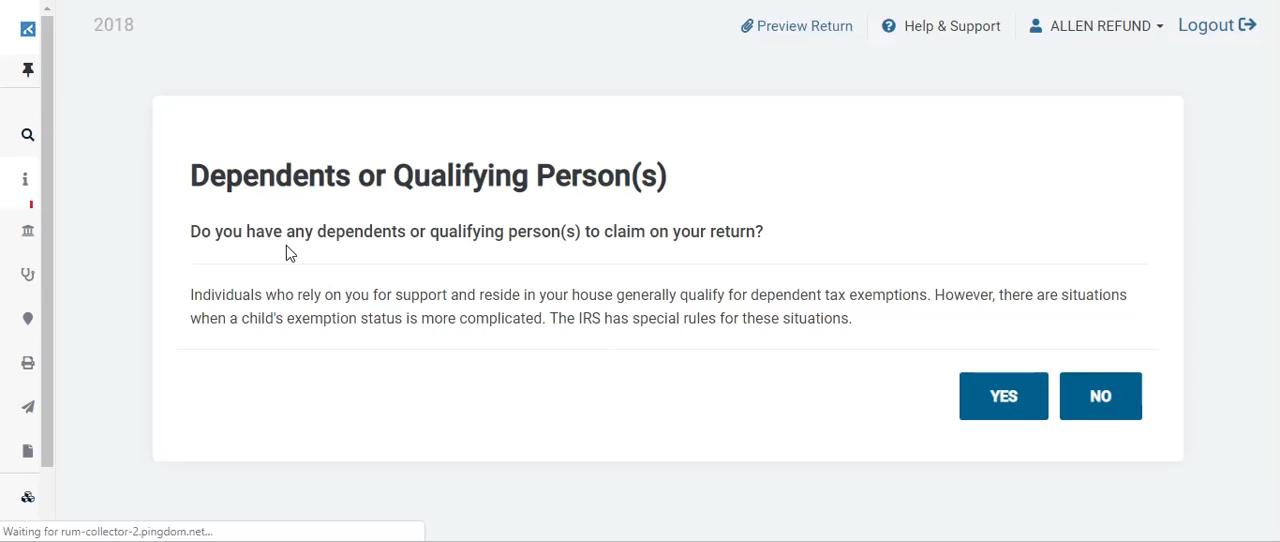 2018
Preview Return
Help & Support
ALLEN REFUND
Logout
Dependents or Qualifying Person(s)
Do you have any dependents or qualifying person(s) to claim on your return?
Individuals who rely on you for support and reside in your house generally qualify for dependent tax exemptions. However, there are situations
when a child's exemption status is more complicated. The IRS has special rules for these situations.
YES
NO
Waiting for rum-collector-2.pingdom.net...